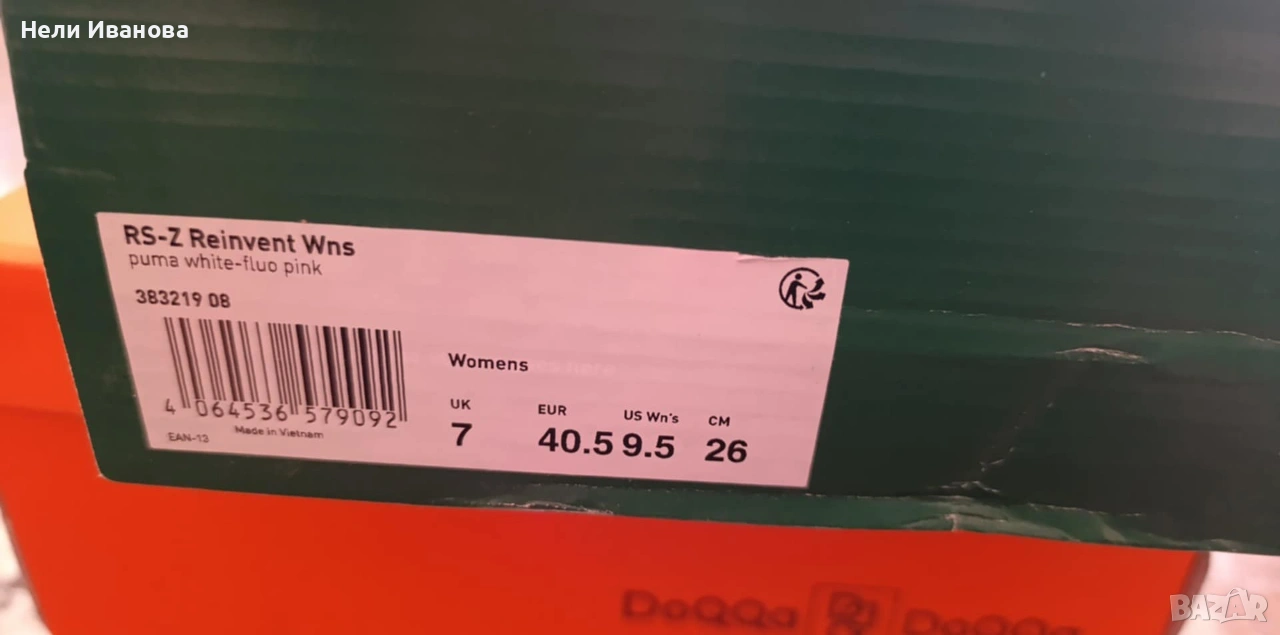 Нели Иванова
RS-Z Reinvent Wns
puma white-fluo pink
383219 08
4 064536 579092
EAN-13
Made in Vietnam
Womens
UK EUR US Wn's CM
7 40.5 9.5 26
BAZAR